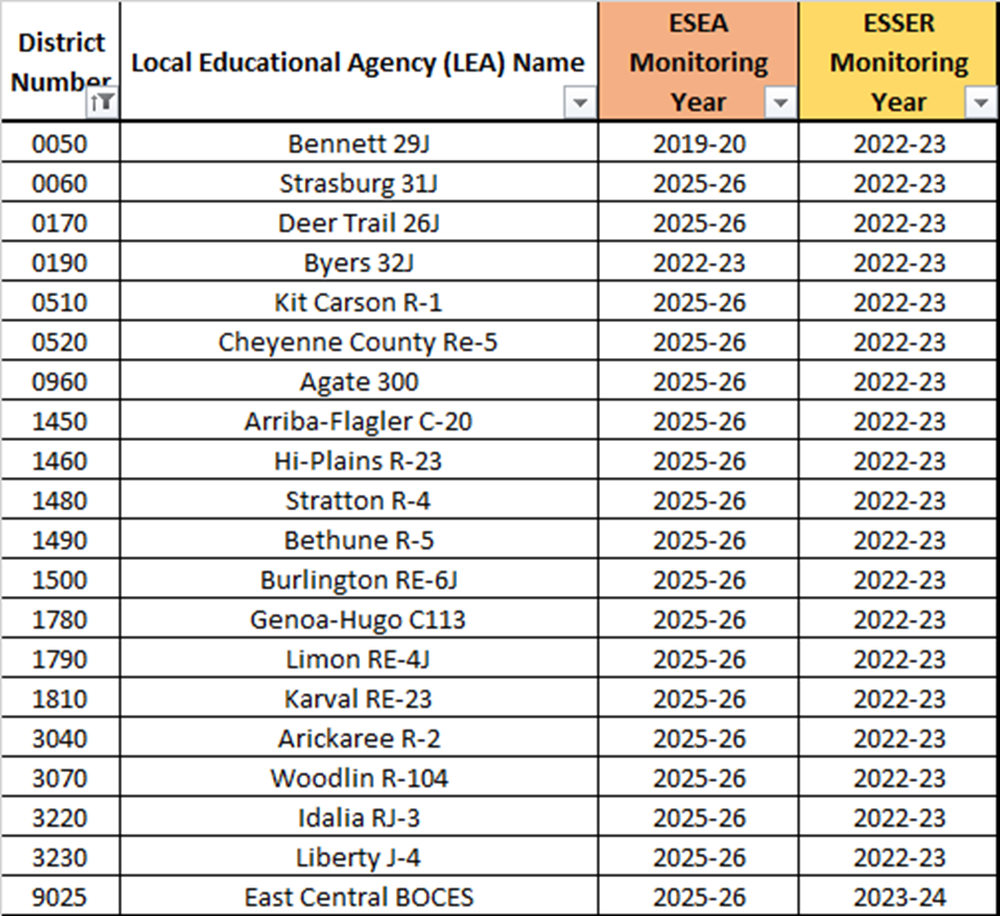 District Number Local Educational Agency (LEA) Name ESEA Monitoring Year ESSER Monitoring Year
0050 Bennett 29J 2019-20 2022-23
0060 Strasburg 31J 2025-26 2022-23
0170 Deer Trail 26J 2025-26 2022-23
0190 Byers 32J 2022-23 2022-23
0510 Kit Carson R-1 2025-26 2022-23
0520 Cheyenne County Re-5 2025-26 2022-23
0960 Agate 300 2025-26 2022-23
1450 Arriba-Flagler C-20 2025-26 2022-23
1460 Hi-Plains R-23 2025-26 2022-23
1480 Stratton R-4 2025-26 2022-23
1490 Bethune R-5 2025-26 2022-23
1500 Burlington RE-6J 2025-26 2022-23
1780 Genoa-Hugo C113 2025-26 2022-23
1790 Limon RE-4J 2025-26 2022-23
1810 Karval RE-23 2025-26 2022-23
3040 Arickaree R-2 2025-26 2022-23
3070 Woodlin R-104 2025-26 2022-23
3220 Idalia RJ-3 2025-26 2022-23
3230 Liberty J-4 2025-26 2022-23
9025 East Central BOCES 2025-26 2023-24